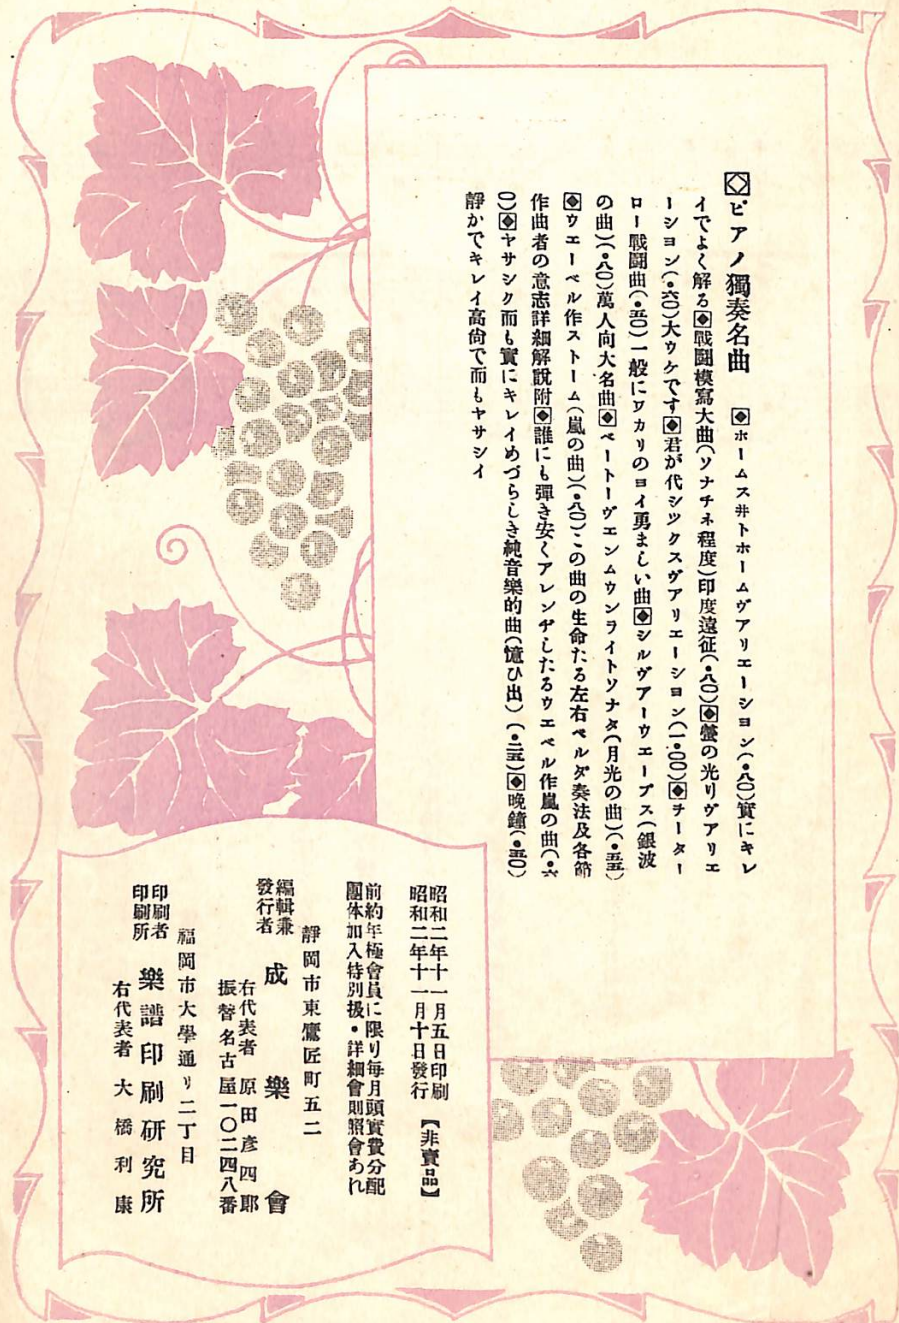 ピアノ獨奏名曲 ◆ホームスヰトホームヴアリエーシヨン(・八〇)實にキレ
イでよく解る◆戰鬪模寫大曲(ソナチネ程度)印度遠征(・八〇)◆螢の光リヴアリエ
ーシヨン(・六〇)大ウケです◆君が代シツクスヴアリエーシヨン(一・〇〇)◆チーター
ロー戰鬪曲(・五〇)一般にワカリのヨイ勇ましい曲◆シルヴアーウエーブス(銀波
の曲)(・八〇)萬人向大名曲◆ベートーヴエンムウンライトソナタ(月光の曲)(・五五)
◆ウエーベル作ストーム(嵐の曲)(・八〇)この曲の生命たる左右ペルダ奏法及各節
作曲者の意志詳細解説附◆誰にも彈き安くアレンヂしたるウエベル作嵐の曲(・六
〇)◆ヤサシク而も實にキレイめづらしき純音樂的曲(憶ひ出)(・二五)◆晩鐘(・五〇)
靜かでキレイ高尙で而もヤサシイ
昭和二年十一月五日印刷
昭和二年十一月十日發行 【非賣品】
前約年極會員に限り每月頭實費分配
團体加入特別扱・詳細會則照會あれ
靜岡市東鷹匠町五二
編輯兼發行者 成樂會
右代表者 原田彥四郎
振替名古屋一〇二四八番
福岡市大學通リ二丁目
印刷者
印刷所 樂譜印刷研究所
右代表者 大橋利康